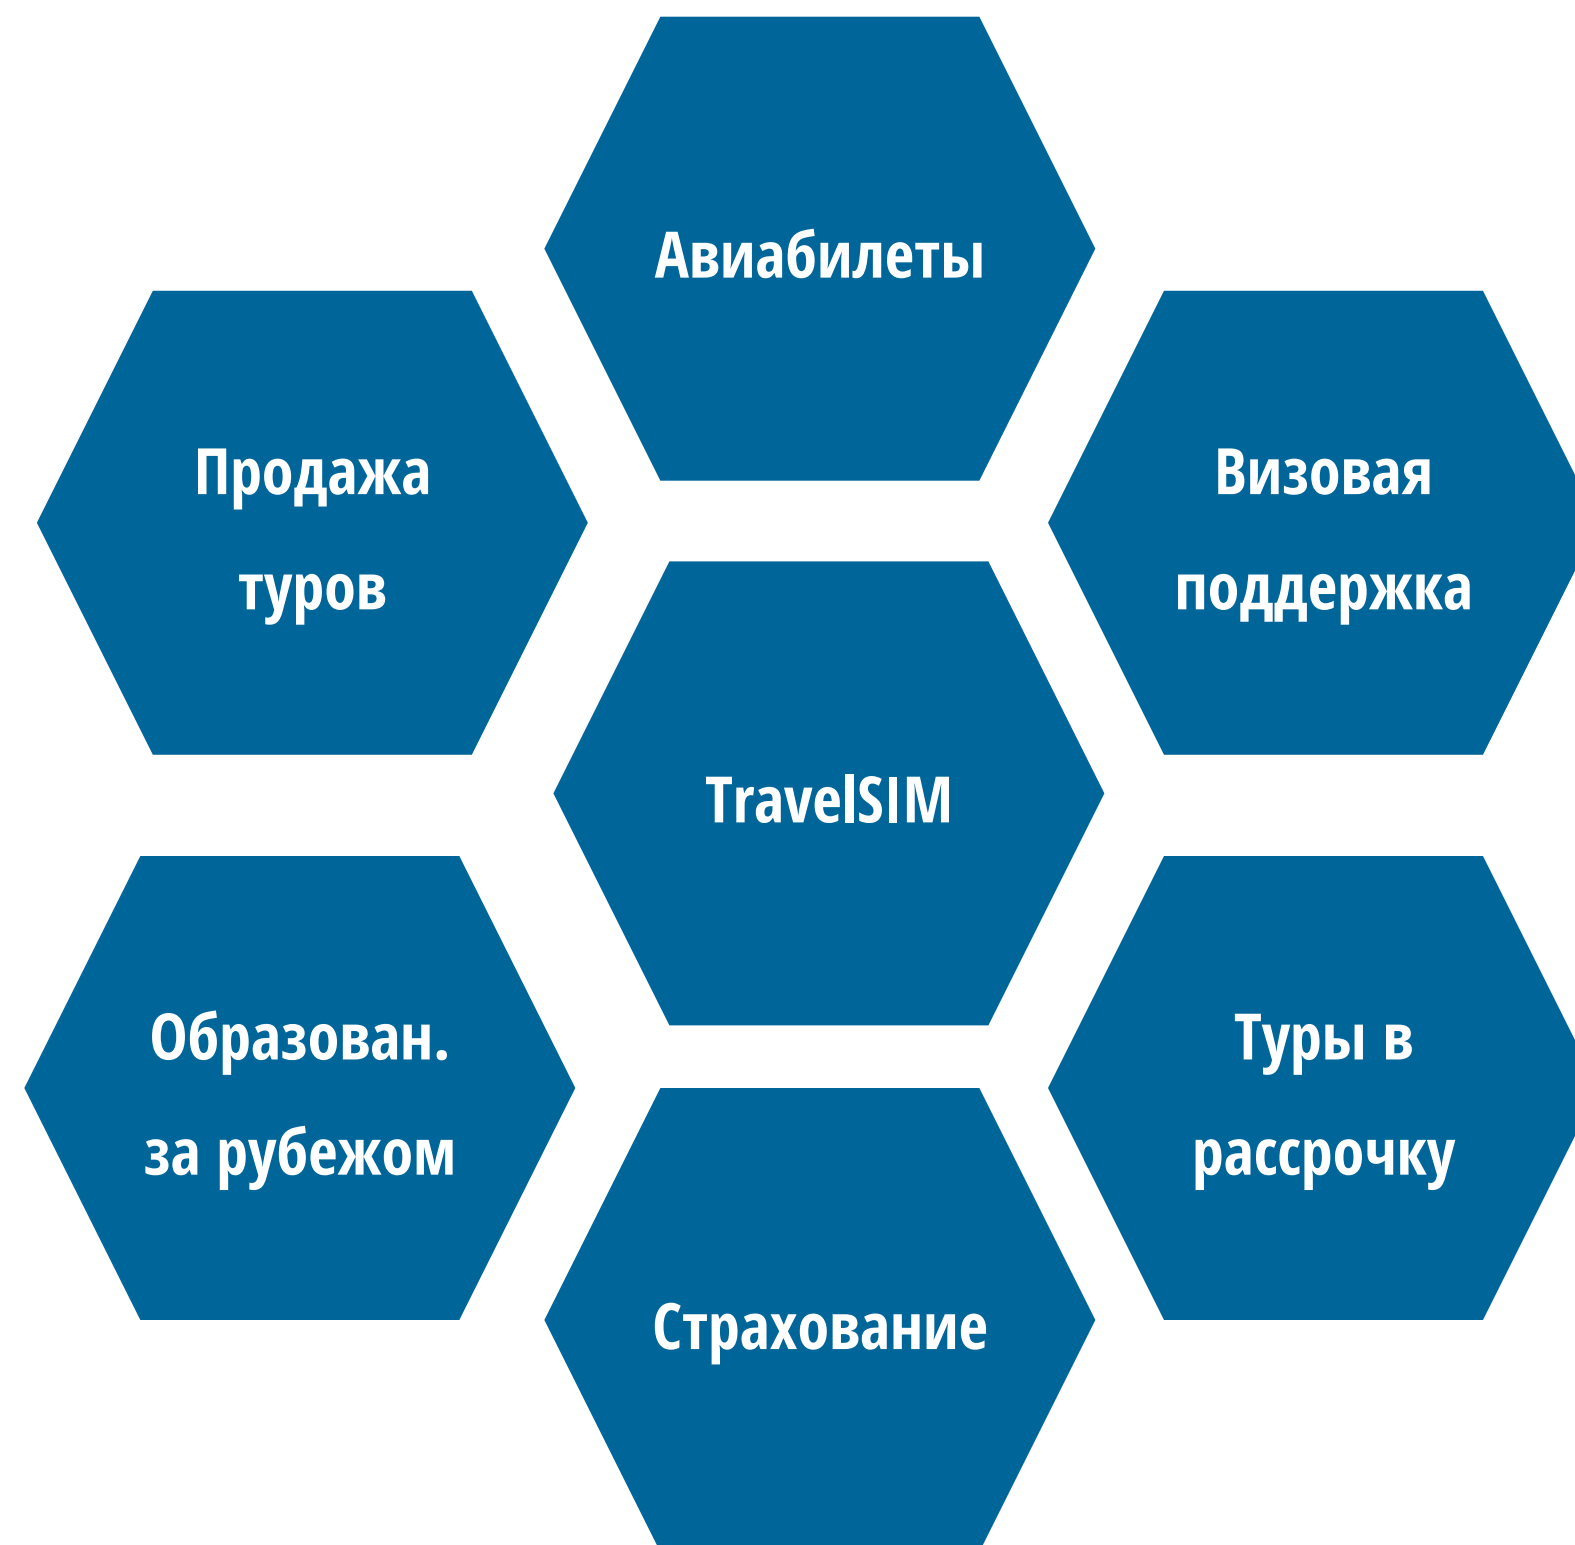 Авиабилеты
Продажа
туров
Визовая
поддержка
TravelSIM
Образован.
за рубежом
Туры в
рассрочку
Страхование